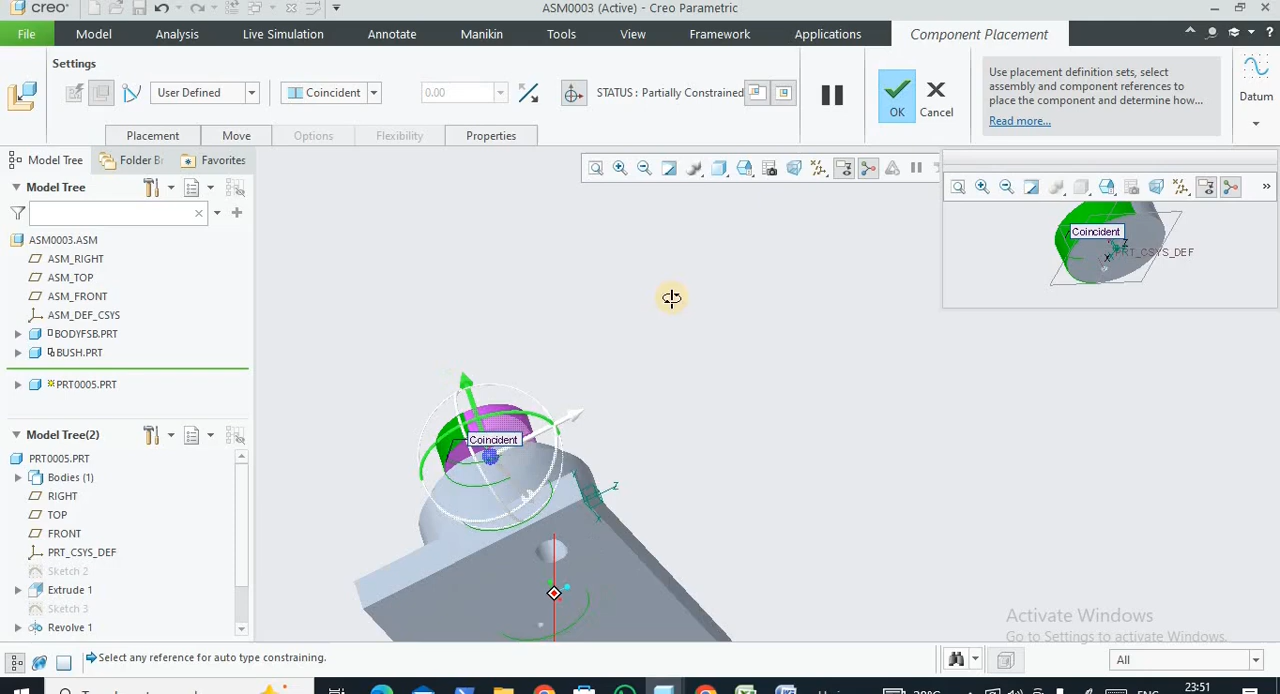 creo
ASM0003 (Active) - Creo Parametric
File
Model
Analysis
Live Simulation
Annotate
Manikin
Tools
View
Framework
Applications
Component Placement
Settings
User Defined
Coincident
0.00
STATUS : Partially Constrained
OK
Cancel
Use placement definition sets, select
assembly and component references to
place the component and determine how...
Read more...
Datum
Placement
Move
Options
Flexibility
Properties
Model Tree
Folder Br
Favorites
Model Tree
ASM0003.ASM
ASM_RIGHT
ASM_TOP
ASM_FRONT
ASM_DEF_CSYS
BODYFSB.PRT
BUSH.PRT
PRT0005.PRT
Model Tree(2)
PRT0005.PRT
Bodies (1)
RIGHT
TOP
FRONT
PRT_CSYS_DEF
Sketch 2
Extrude 1
Sketch 3
Revolve 1
Coincident
Z
X
PRT_CSYS_DEF
Coincident
Z
Activate Windows
Go to Settings to activate Windows.
Select any reference for auto type constraining.
All
23:51